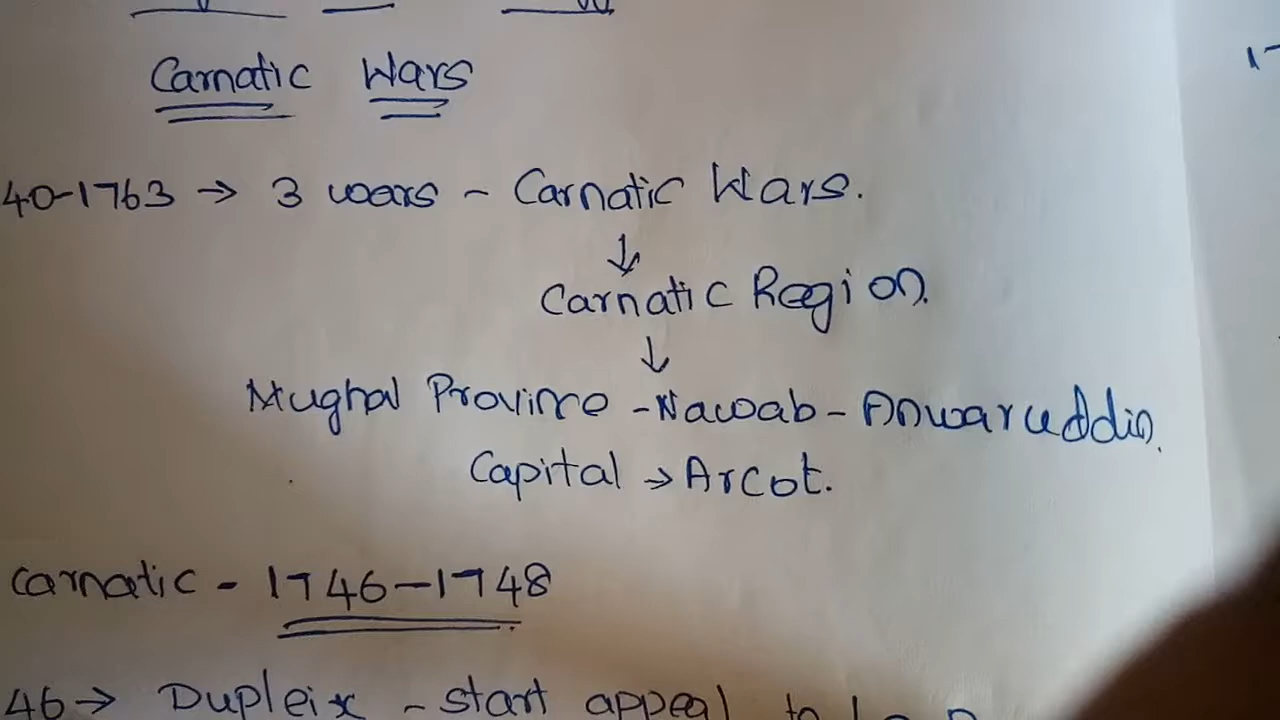 Carnatic Wars
40-1763 → 3 wars - Carnatic Wars.
↓
Carnatic Region.
↓
Mughal Province - Nawab - Anwaruddin.
Capital → Arcot.
Carnatic - 1746-1748
46 → Dupleix - start appeal to